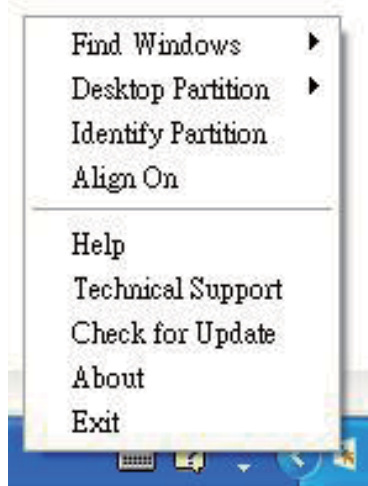 Find Windows
Desktop Partition
Identify Partition
Align On
Help
Technical Support
Check for Update
About
Exit